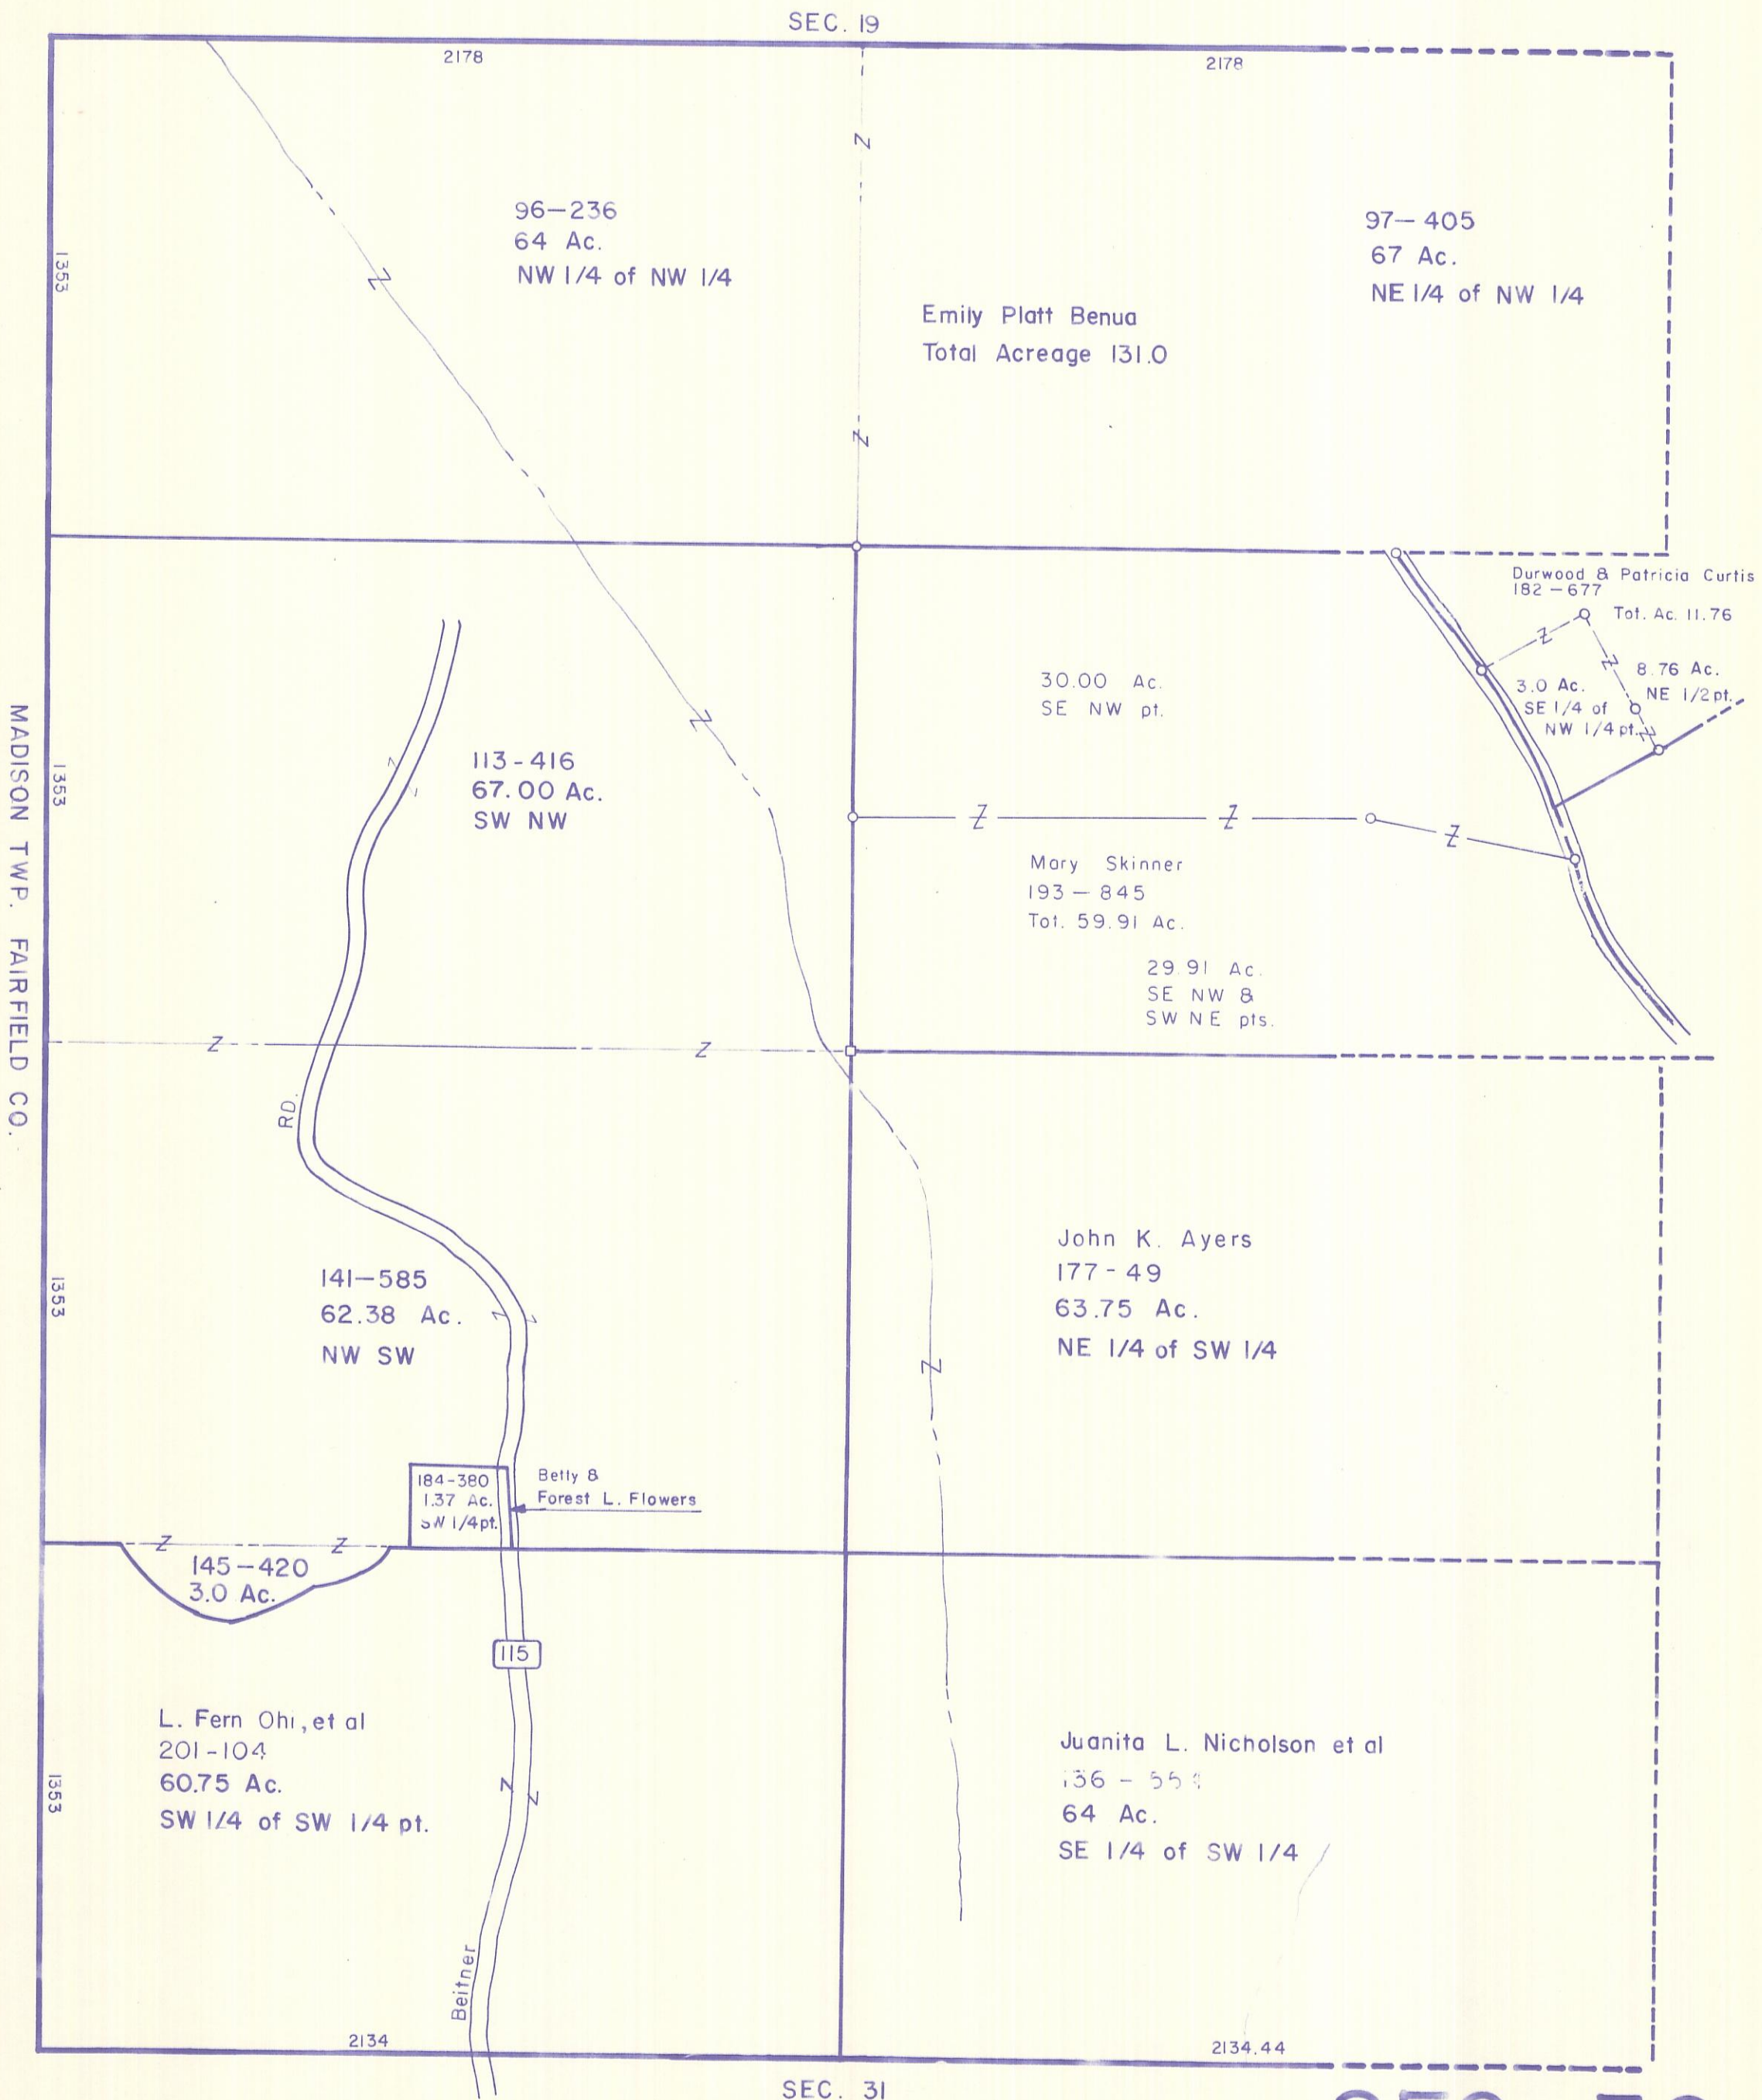 SEC. 19
2178
2178
1353
96-236
64 Ac.
NW 1/4 of NW 1/4
97-405
67 Ac.
NE 1/4 of NW 1/4
Emily Platt Benua
Total Acreage 131.0
Durwood & Patricia Curtis
182-677
Tot. Ac. 11.76
8.76 Ac.
NE 1/2 pt.
3.0 Ac.
SE 1/4 of
NW 1/4 pt.
30.00 Ac.
SE NW pt.
1353
113-416
67.00 Ac.
SW NW
Mary Skinner
193-845
Tot. 59.91 Ac.
29.91 Ac.
SE NW &
SW NE pts.
MADISON TWP. FAIRFIELD CO.
RD.
John K. Ayers
177-49
63.75 Ac.
NE 1/4 of SW 1/4
1353
141-585
62.38 Ac.
NW SW
184-380
1.37 Ac.
SW 1/4 pt.
Betty &
Forest L. Flowers
145-420
3.0 Ac.
115
L. Fern Ohi, et al
201-104
60.75 Ac.
SW 1/4 of SW 1/4 pt.
1353
Juanita L. Nicholson et al
64 Ac.
SE 1/4 of SW 1/4
Beitner
2134
2134.44
SEC. 31